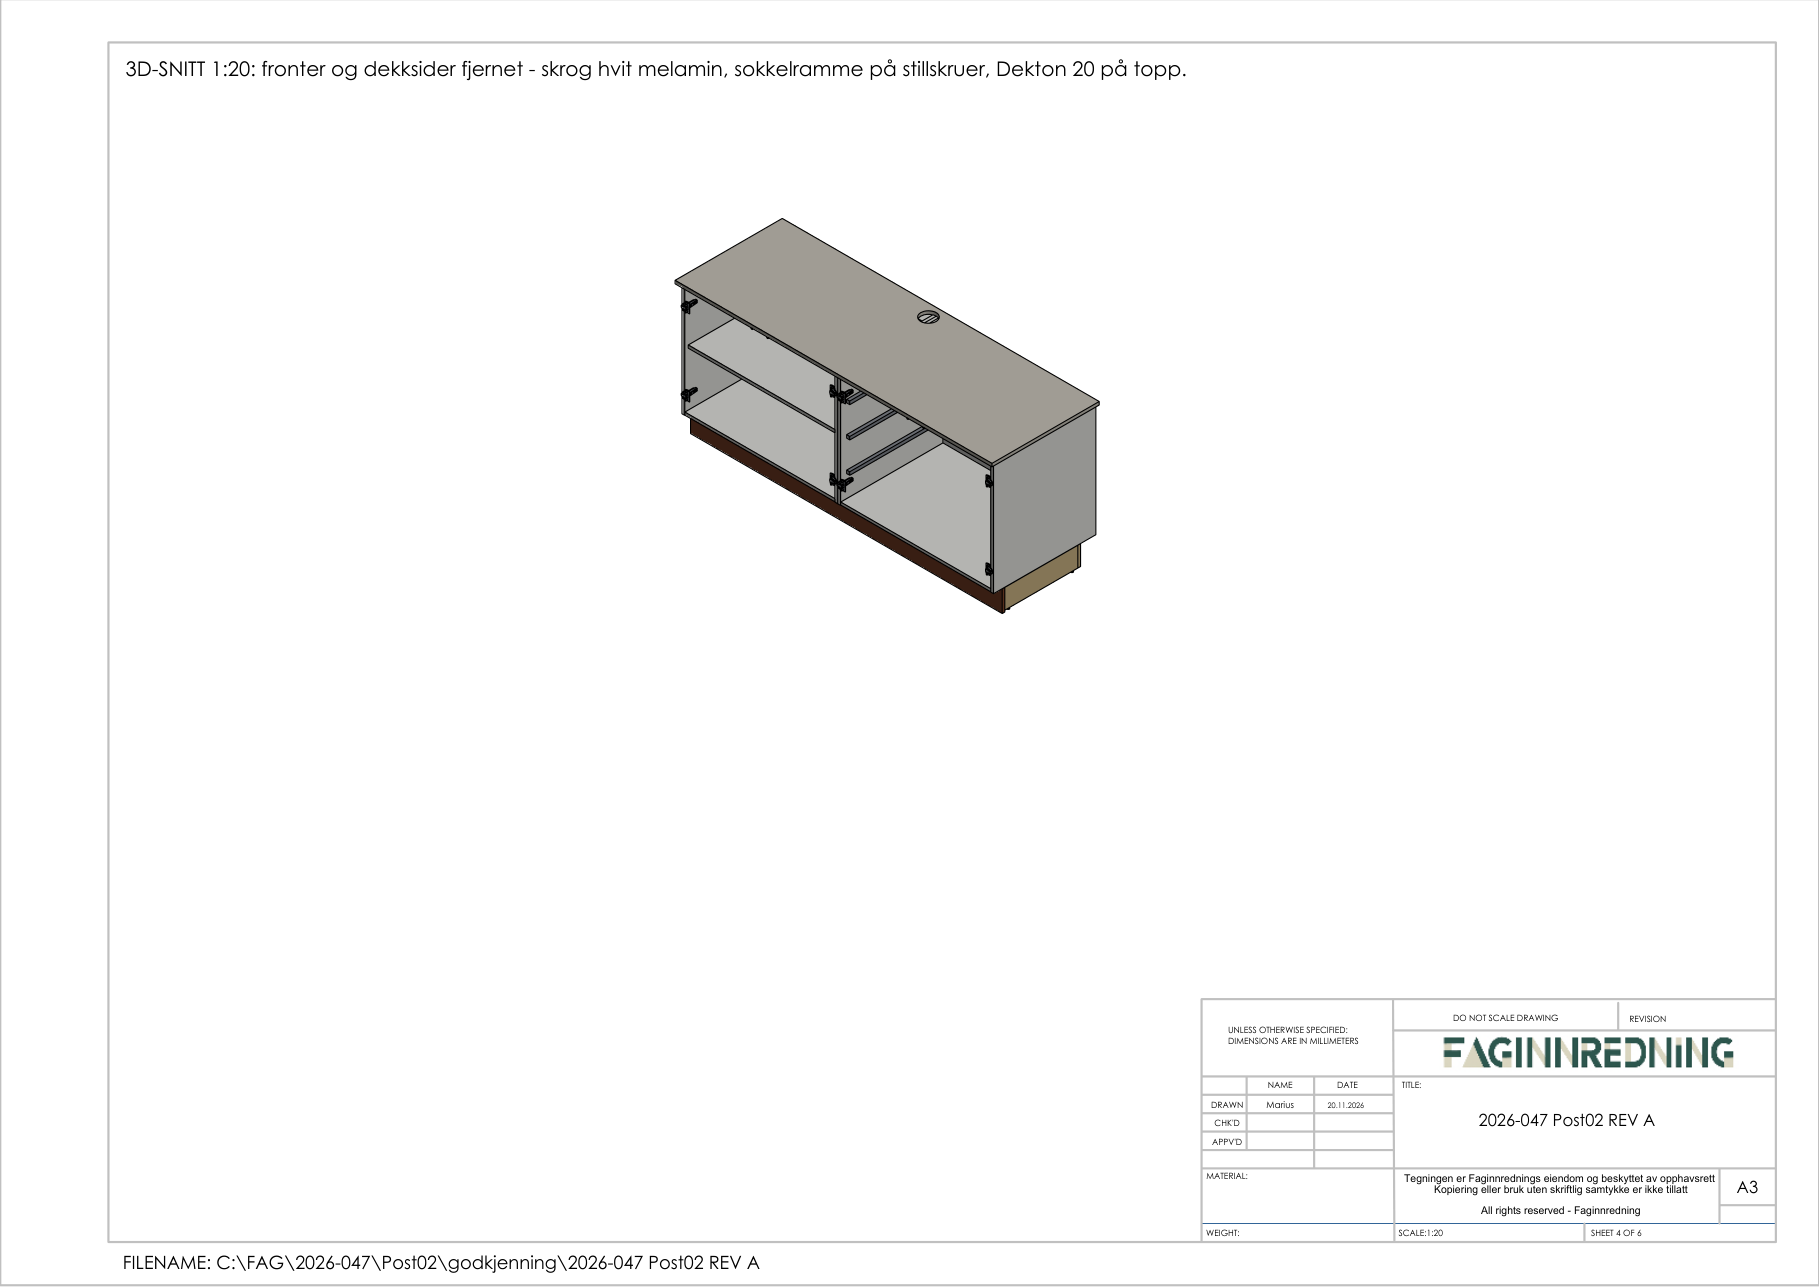 3D-SNITT 1:20: fronter og dekksider fjernet - skrog hvit melamin, sokkelramme på stillskruer, Dekton 20 på topp.
UNLESS OTHERWISE SPECIFIED:
DIMENSIONS ARE IN MILLIMETERS
DO NOT SCALE DRAWING
REVISION
FAGINNREDNING
NAME
DATE
DRAWN
Marius
20.11.2026
CHK'D
APPV'D
TITLE:
2026-047 Post02 REV A
MATERIAL:
Tegningen er Faginnrednings eiendom og beskyttet av opphavsrett
Kopiering eller bruk uten skriftlig samtykke er ikke tillatt
All rights reserved - Faginnredning
A3
WEIGHT:
SCALE:1:20
SHEET 4 OF 6
FILENAME: C:\FAG\2026-047\Post02\godkjenning\2026-047 Post02 REV A